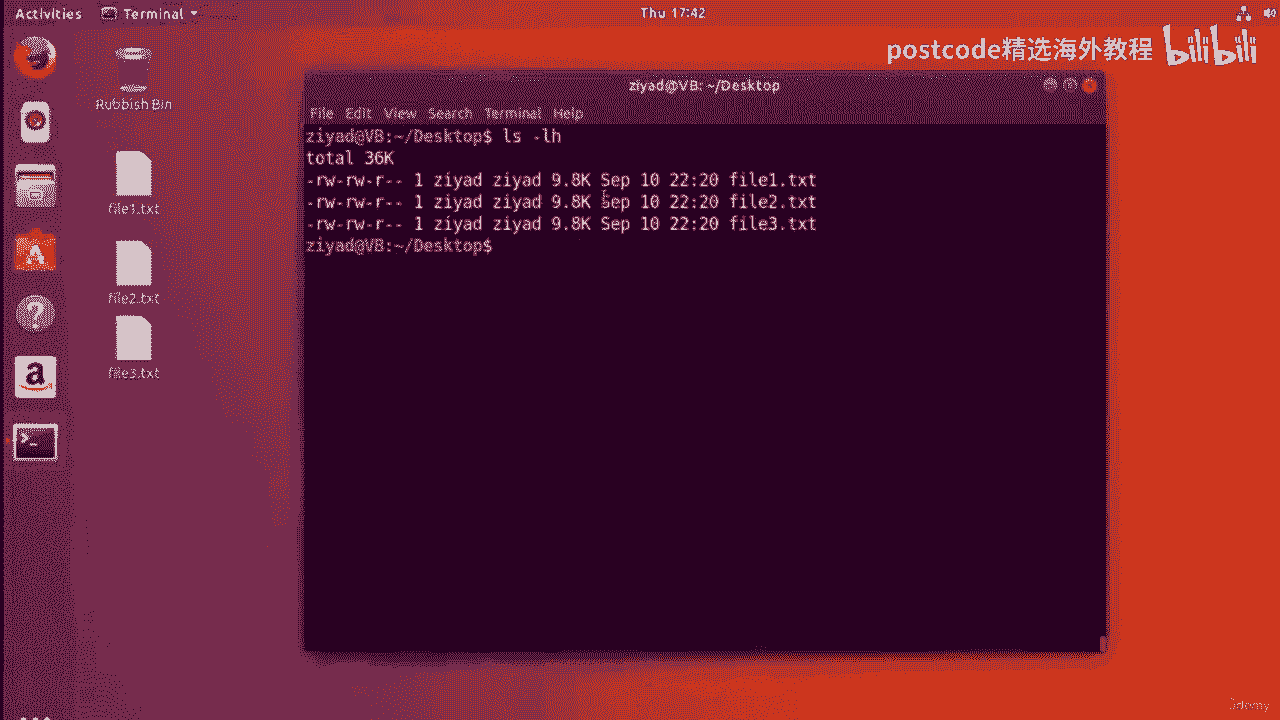 Activities Terminal Thu 17:42
postcode精选海外教程 bilibili
Rubbish Bin
file1.txt
file2.txt
file3.txt
ziyad@VB: ~/Desktop
File Edit View Search Terminal Help
ziyad@VB:~/Desktop$ ls -lh
total 36K
-rw-rw-r-- 1 ziyad ziyad 9.8K Sep 10 22:20 file1.txt
-rw-rw-r-- 1 ziyad ziyad 9.8K Sep 10 22:20 file2.txt
-rw-rw-r-- 1 ziyad ziyad 9.8K Sep 10 22:20 file3.txt
ziyad@VB:~/Desktop$
Udemy